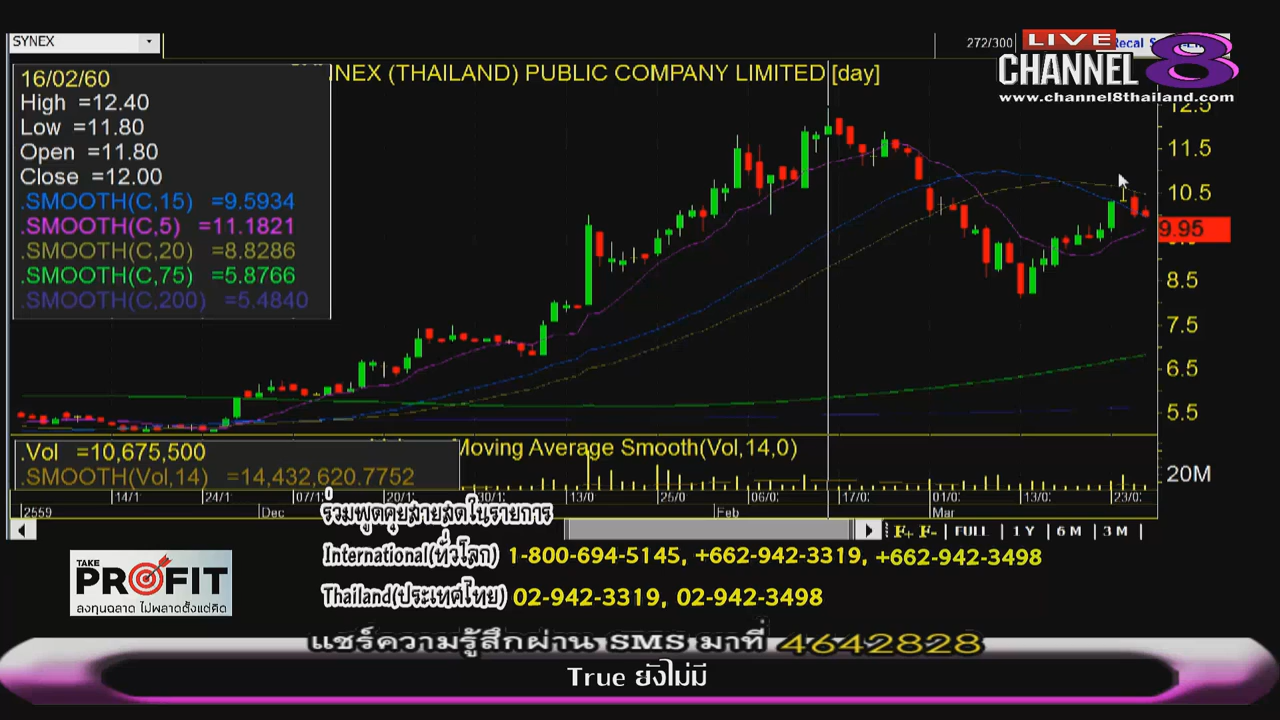 SYNEX
272/300
LIVE
CHANNEL 8
www.channel8thailand.com
NEX (THAILAND) PUBLIC COMPANY LIMITED [day]
16/02/60
High =12.40
Low =11.80
Open =11.80
Close =12.00
.SMOOTH(C,15) =9.5934
.SMOOTH(C,5) =11.1821
.SMOOTH(C,20) =8.8286
.SMOOTH(C,75) =5.8766
.SMOOTH(C,200) =5.4840
12.5
11.5
10.5
9.95
8.5
7.5
6.5
5.5
Moving Average Smooth(Vol,14,0)
.Vol =10,675,500
.SMOOTH(Vol,14) =14,432,620.7752
20M
14/1 24/1 07/1 20/1 30/1 13/0 25/0 06/0 17/0 01/0 13/0 23/0
2559 Dec Feb Mar
F+ F- FULL 1 Y 6 M 3 M
ร่วมพูดคุยสายสดในรายการ
International(ทั่วโลก) 1-800-694-5145, +662-942-3319, +662-942-3498
Thailand(ประเทศไทย) 02-942-3319, 02-942-3498
TAKE
PROFIT
ลงทุนฉลาด ไม่พลาดตั้งแต่คิด
แชร์ความรู้สึกผ่าน SMS มาที่ 4642828
True ยังไม่มี